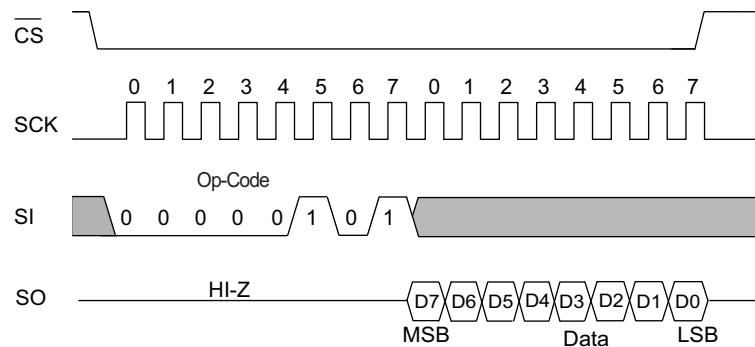 CS
0 1 2 3 4 5 6 7 0 1 2 3 4 5 6 7
SCK
Op-Code
SI 0 0 0 0 0 1 0 1
HI-Z
SO D7 D6 D5 D4 D3 D2 D1 D0
MSB Data LSB